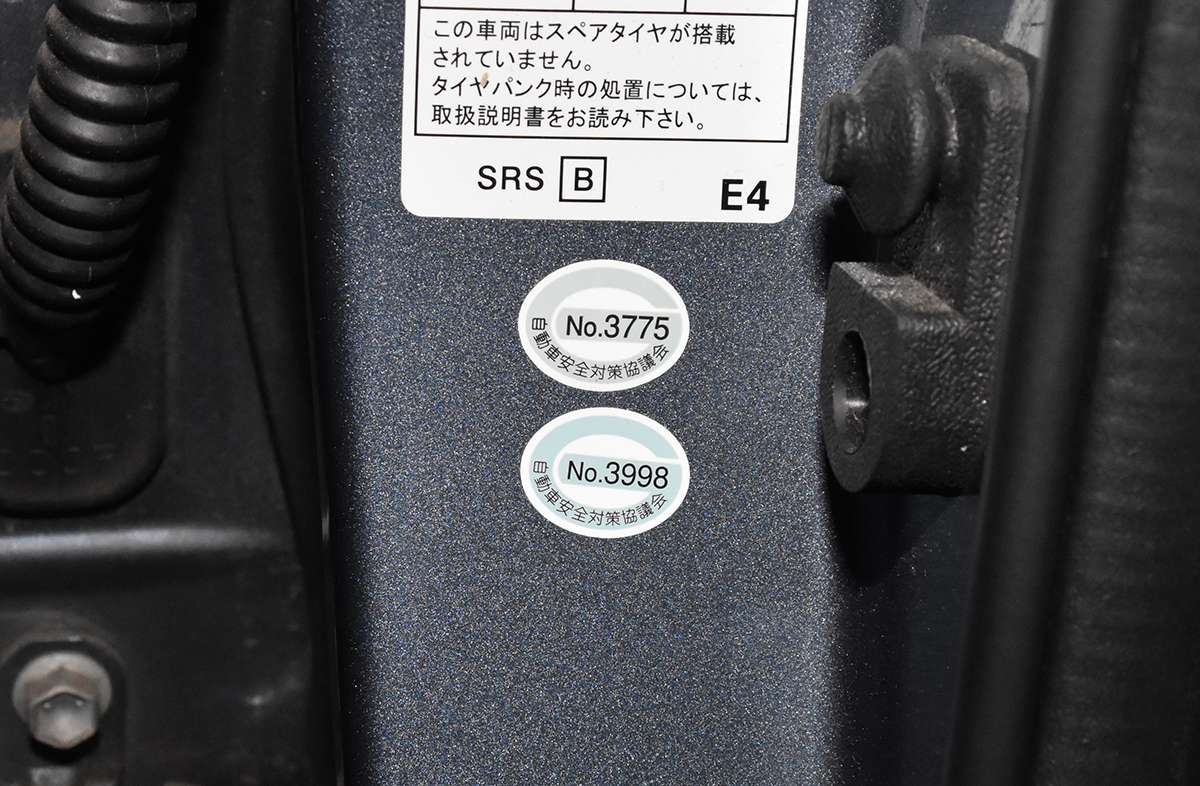 この車両はスペアタイヤが搭載
されていません。
タイヤパンク時の処置については、
取扱説明書をお読み下さい。
SRS B
E4
No.3775
自動車安全対策協議会
No.3998
自動車安全対策協議会